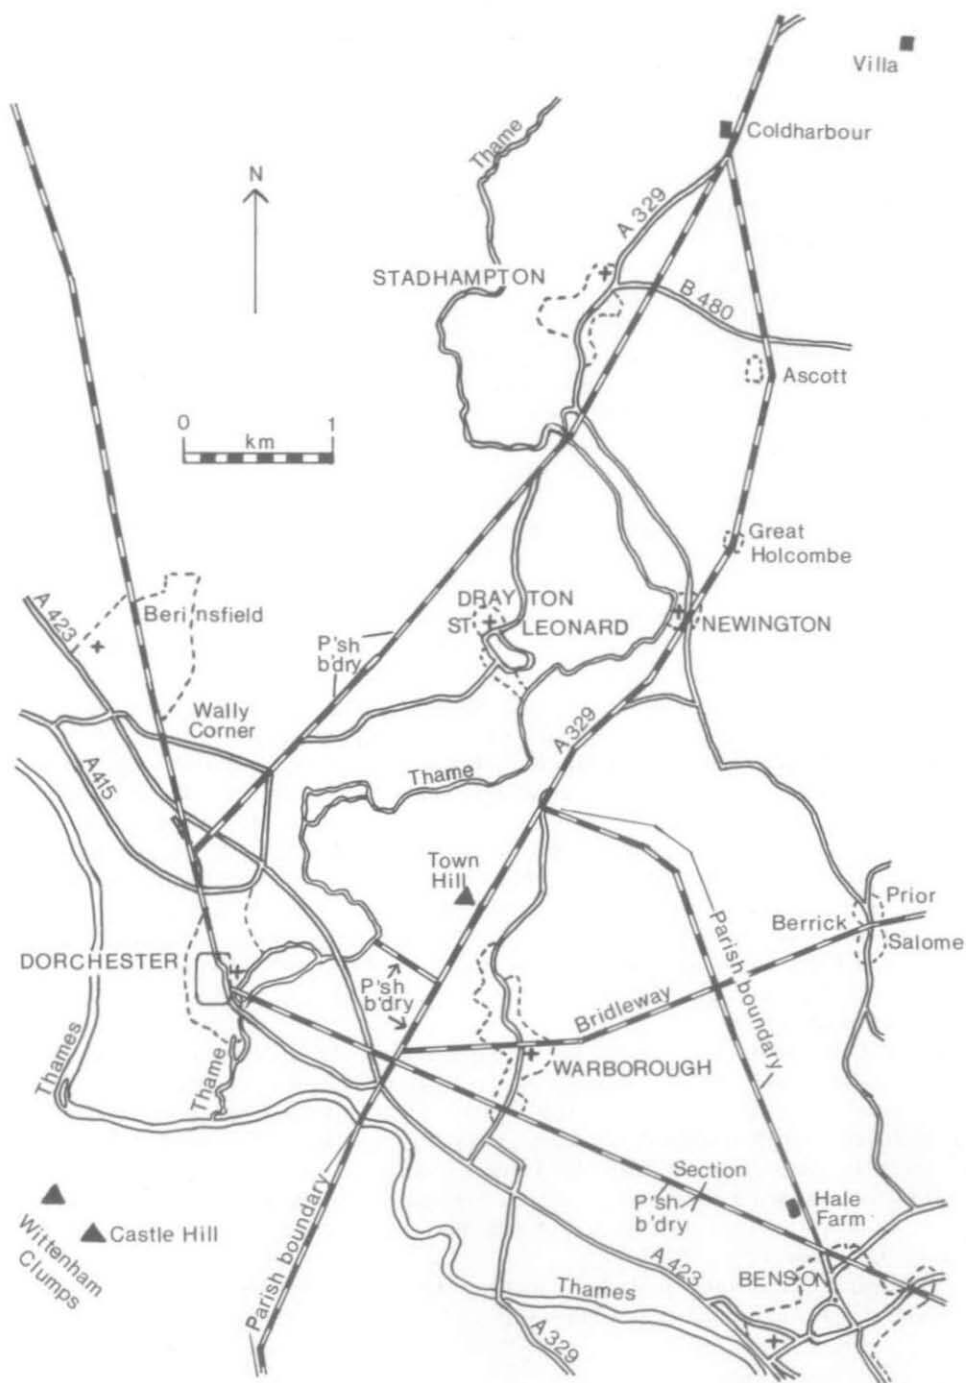 Villa
Coldharbour
Thame
N
A 329
STADHAMPTON
B 480
Ascott
0 1
km
Great
Holcombe
A 423
Berinsfield
DRAYTON
ST LEONARD
NEWINGTON
P'sh
b'dry
Wally
Corner
A 329
A415
Thame
Town
Hill
Parish boundary
Prior
Berrick
Salome
DORCHESTER
P'sh
b'dry
Bridleway
WARBOROUGH
Thames
Thame
Section
P'sh
b'dry
Hale
Farm
Castle Hill
Wittenham
Clumps
Parish boundary
A 423
BENSON
Thames
A 329